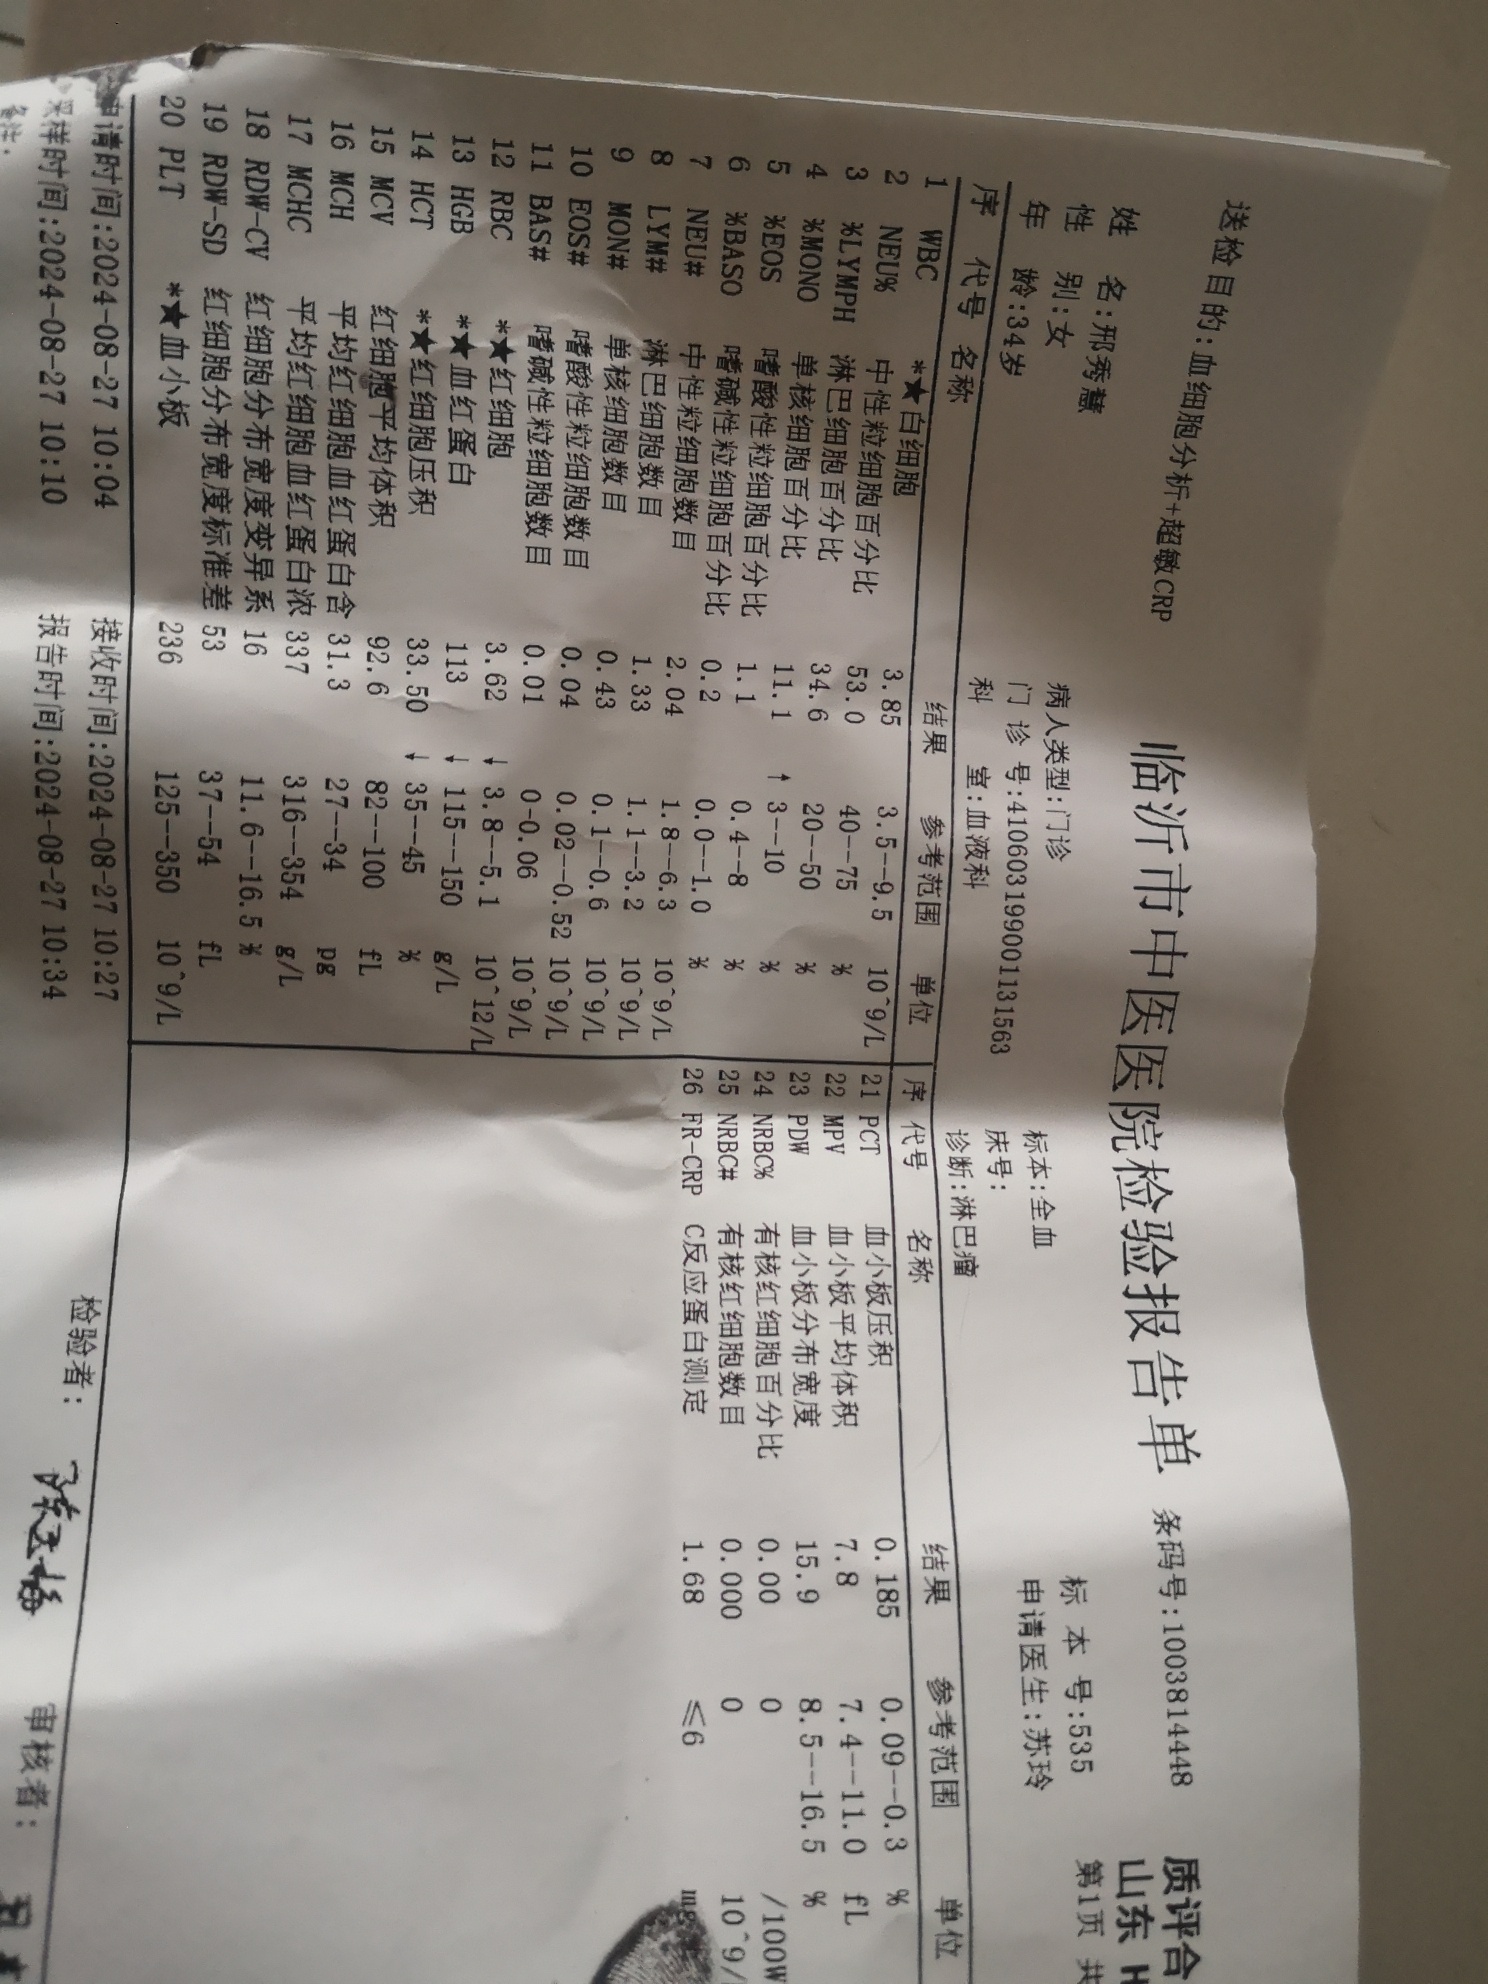 临沂市中医医院检验报告单
条码号:1003814448
质评合
山东 H
第1页 共
送检目的:血细胞分析+超敏CRP
姓 名:邢秀慧 病人类型:门诊 标本:全血 标 本 号:535
性 别:女 门 诊 号:410603199001131563 床号: 申请医生:苏玲
年 龄:34岁 科 室:血液科 诊断:淋巴瘤
序 代号 名称 结果 参考范围 单位
1 WBC *★白细胞 3.85 3.5--9.5 10^9/L
2 NEU% 中性粒细胞百分比 53.0 40--75 %
3 %LYMPH 淋巴细胞百分比 34.6 20--50 %
4 %MONO 单核细胞百分比 11.1 ↑ 3--10 %
5 %EOS 嗜酸性粒细胞百分比 1.1 0.4--8 %
6 %BASO 嗜碱性粒细胞百分比 0.2 0.0--1.0 %
7 NEU# 中性粒细胞数目 2.04 1.8--6.3 10^9/L
8 LYM# 淋巴细胞数目 1.33 1.1--3.2 10^9/L
9 MON# 单核细胞数目 0.43 0.1--0.6 10^9/L
10 EOS# 嗜酸性粒细胞数目 0.04 0.02--0.52 10^9/L
11 BAS# 嗜碱性粒细胞数目 0.01 0-0.06 10^9/L
12 RBC *★红细胞 3.62 ↓ 3.8--5.1 10^12/L
13 HGB *★血红蛋白 113 ↓ 115--150 g/L
14 HCT *★红细胞压积 33.50 ↓ 35--45 %
15 MCV 红细胞平均体积 92.6 82--100 fL
16 MCH 平均红细胞血红蛋白含 31.3 27--34 pg
17 MCHC 平均红细胞血红蛋白浓 337 316--354 g/L
18 RDW-CV 红细胞分布宽度变异系 16 11.6--16.5 %
19 RDW-SD 红细胞分布宽度标准差 53 37--54 fL
20 PLT *★血小板 236 125--350 10^9/L
序 代号 名称 结果 参考范围 单位
21 PCT 血小板压积 0.185 0.09--0.3 %
22 MPV 血小板平均体积 7.8 7.4--11.0 fL
23 PDW 血小板分布宽度 15.9 8.5--16.5 %
24 NRBC% 有核红细胞百分比 0.00 0 /100W
25 NRBC# 有核红细胞数目 0.000 0 10^9/
26 FR-CRP C反应蛋白测定 1.68 ≤6 mg
申请时间:2024-08-27 10:04 接收时间:2024-08-27 10:27 检验者: 审核者:
采样时间:2024-08-27 10:10 报告时间:2024-08-27 10:34
备注: